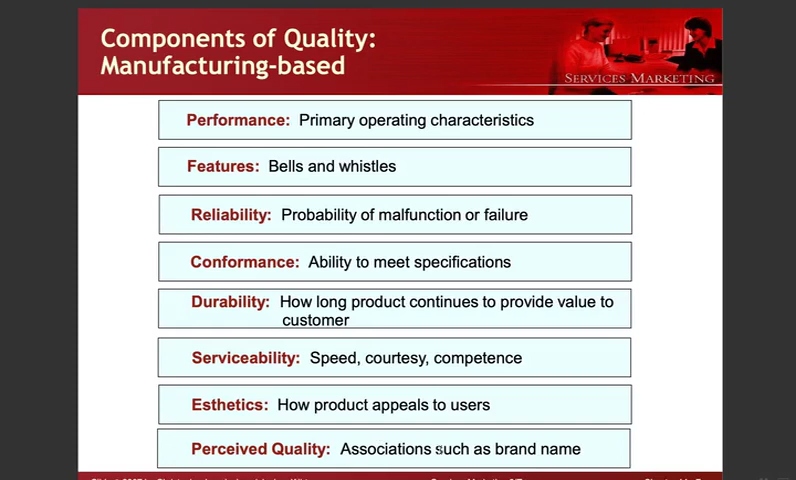 Components of Quality:
Manufacturing-based
SERVICES MARKETING
Performance: Primary operating characteristics
Features: Bells and whistles
Reliability: Probability of malfunction or failure
Conformance: Ability to meet specifications
Durability: How long product continues to provide value to
customer
Serviceability: Speed, courtesy, competence
Esthetics: How product appeals to users
Perceived Quality: Associations such as brand name